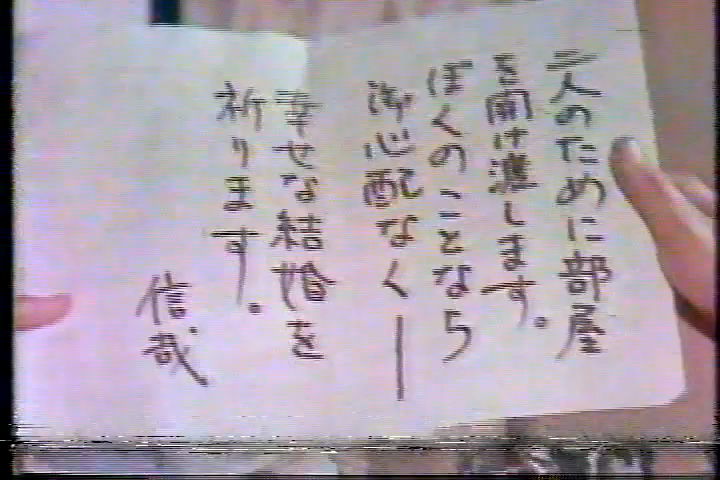 二人のために部屋
を開け渡します。
ぼくのことなら
御心配なく―
幸せな結婚を
祈ります。
信哉